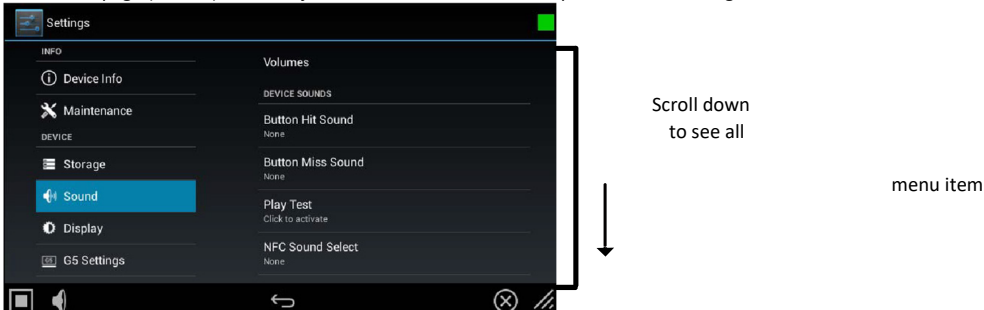 Settings
INFO
Device Info
Maintenance
DEVICE
Storage
Sound
Display
G5
G5 Settings
Volumes
DEVICE SOUNDS
Button Hit Sound
None
Button Miss Sound
None
Play Test
Click to activate
NFC Sound Select
None
Scroll down
to see all
menu item